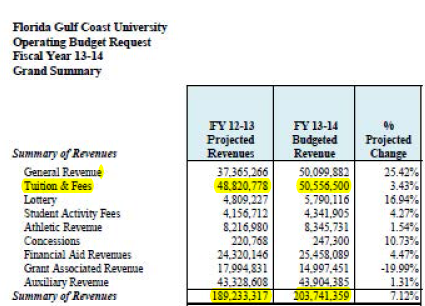 Florida Gulf Coast University
Operating Budget Request
Fiscal Year 13-14
Grand Summary
Summary of Revenues FY 12-13 Projected Revenues FY 13-14 Budgeted Revenue % Projected Change
General Revenue 37,365,266 50,099,882 25.42%
Tuition & Fees 48,820,778 50,556,500 3.43%
Lottery 4,809,227 5,790,116 16.94%
Student Activity Fees 4,156,712 4,341,905 4.27%
Athletic Revenue 8,216,980 8,345,731 1.54%
Concessions 220,768 247,300 10.73%
Financial Aid Revenues 24,320,146 25,458,089 4.47%
Grant Associated Revenue 17,994,831 14,997,451 -19.99%
Auxiliary Revenue 43,328,608 43,904,385 1.31%
Summary of Revenues 189,233,317 203,741,359 7.12%